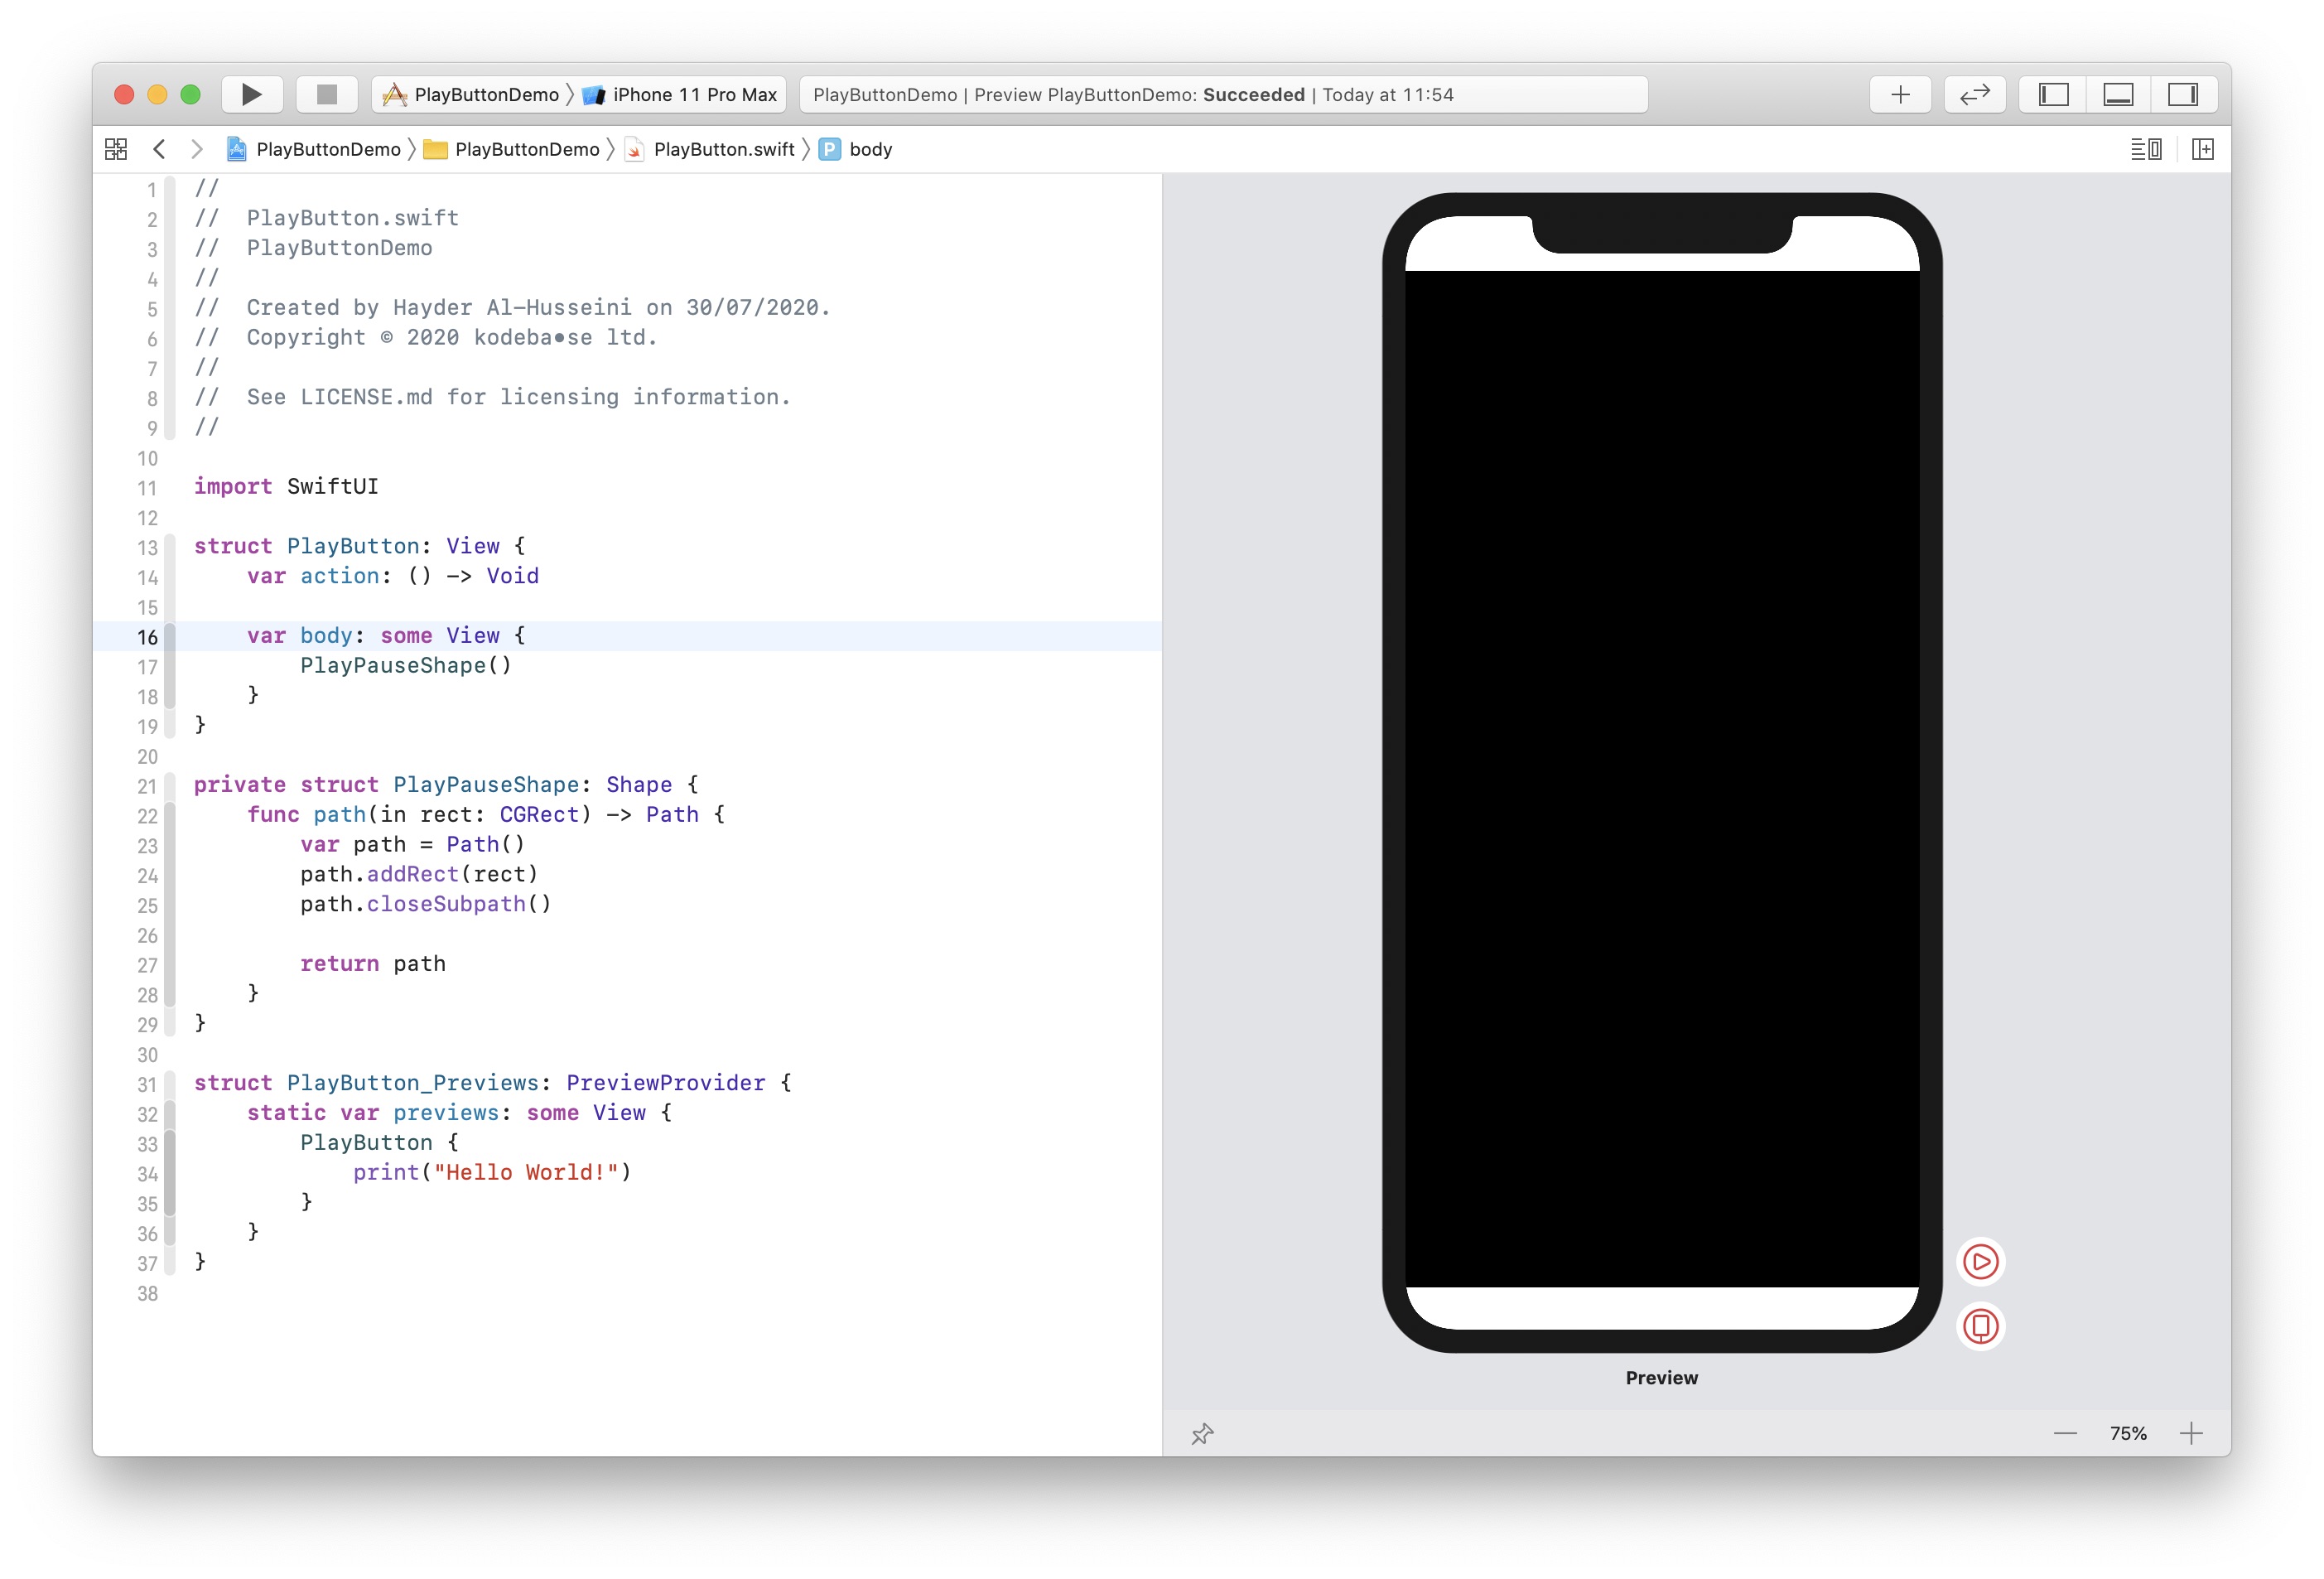 PlayButtonDemo iPhone 11 Pro Max PlayButtonDemo | Preview PlayButtonDemo: Succeeded | Today at 11:54
PlayButtonDemo PlayButtonDemo PlayButton.swift P body
1 //
2 //  PlayButton.swift
3 //  PlayButtonDemo
4 //
5 //  Created by Hayder Al-Husseini on 30/07/2020.
6 //  Copyright © 2020 kodeba•se ltd.
7 //
8 //  See LICENSE.md for licensing information.
9 //
10
11 import SwiftUI
12
13 struct PlayButton: View {
14     var action: () -> Void
15
16     var body: some View {
17         PlayPauseShape()
18     }
19 }
20
21 private struct PlayPauseShape: Shape {
22     func path(in rect: CGRect) -> Path {
23         var path = Path()
24         path.addRect(rect)
25         path.closeSubpath()
26
27         return path
28     }
29 }
30
31 struct PlayButton_Previews: PreviewProvider {
32     static var previews: some View {
33         PlayButton {
34             print("Hello World!")
35         }
36     }
37 }
38
Preview
75%